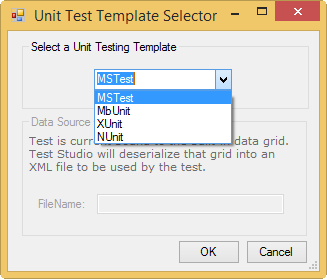 Unit Test Template Selector
Select a Unit Testing Template
MSTest
MSTest
MbUnit
XUnit
NUnit
Data Source
Test is current data grid.
Test Studio will deserialize that grid into an
XML file to be used by the test.
FileName:
OK
Cancel